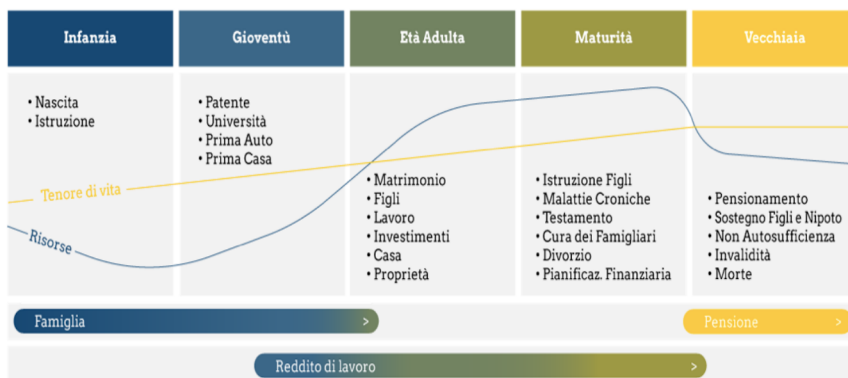 Infanzia
Gioventù
Età Adulta
Maturità
Vecchiaia
• Nascita
• Istruzione
• Patente
• Università
• Prima Auto
• Prima Casa
• Matrimonio
• Figli
• Lavoro
• Investimenti
• Casa
• Proprietà
• Istruzione Figli
• Malattie Croniche
• Testamento
• Cura dei Famigliari
• Divorzio
• Pianificaz. Finanziaria
• Pensionamento
• Sostegno Figli e Nipoto
• Non Autosufficienza
• Invalidità
• Morte
Tenore di vita
Risorse
Famiglia >
Pensione >
Reddito di lavoro >